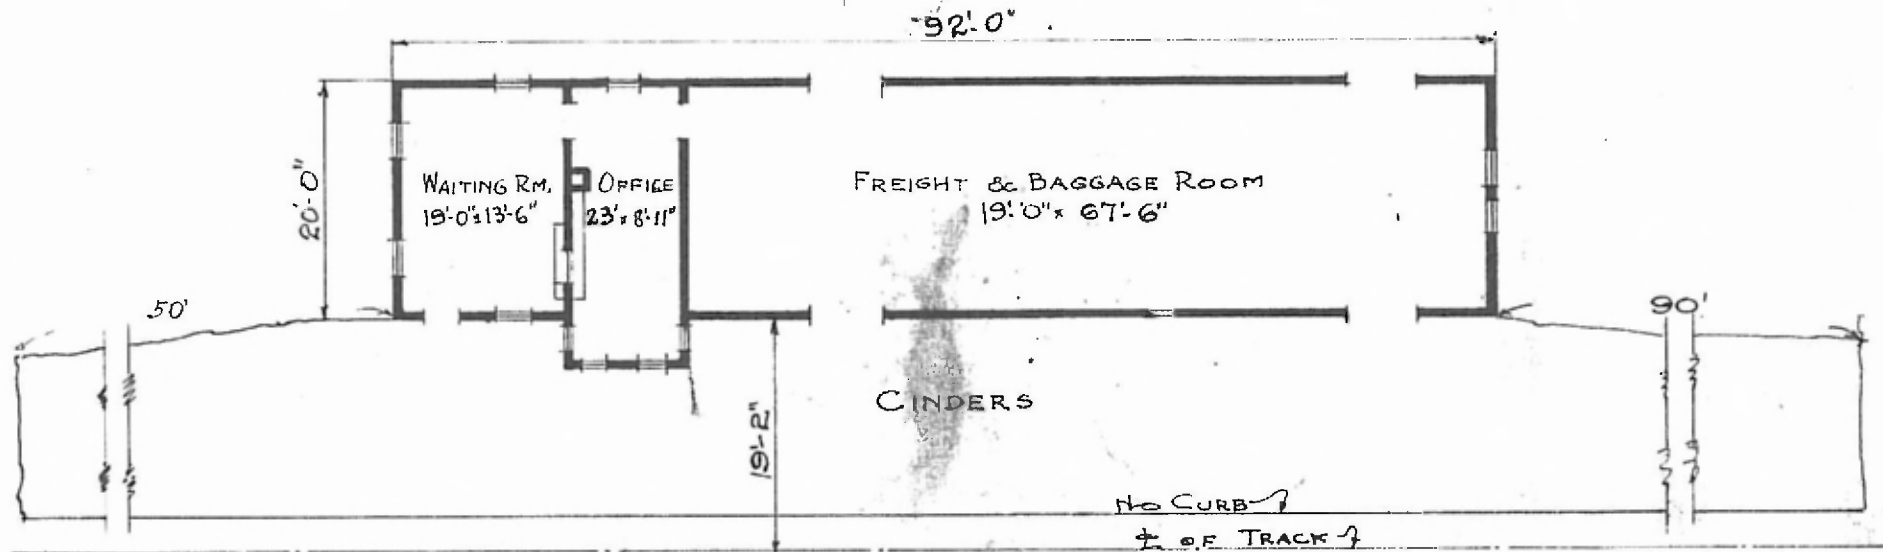 92'-0"
20'-0"
WAITING RM.
19'-0" x 13'-6"
OFFICE
23' x 8'-11"
FREIGHT & BAGGAGE ROOM
19'-0" x 67'-6"
50'
90'
19'-2"
CINDERS
NO CURB
℄ OF TRACK